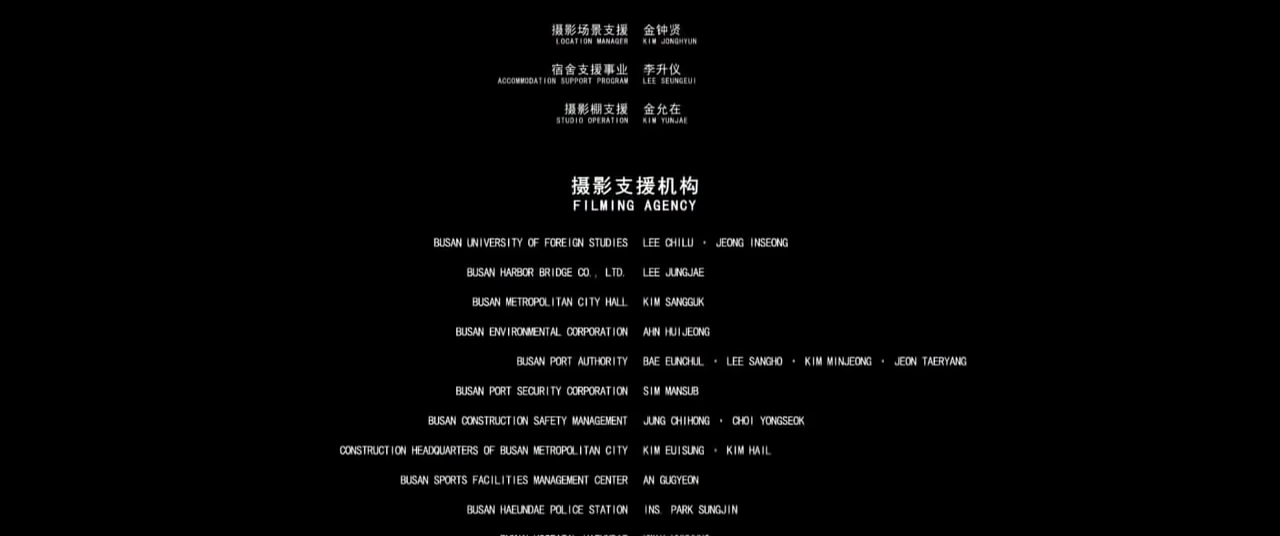 摄影场景支援 金钟贤
LOCATION MANAGER KIM JONGHYUN
宿舍支援事业 李升仪
ACCOMMODATION SUPPORT PROGRAM LEE SEUNGEUI
摄影棚支援 金允在
STUDIO OPERATION KIM YUNJAE
摄影支援机构
FILMING AGENCY
BUSAN UNIVERSITY OF FOREIGN STUDIES LEE CHILU · JEONG INSEONG
BUSAN HARBOR BRIDGE CO., LTD. LEE JUNGJAE
BUSAN METROPOLITAN CITY HALL KIM SANGGUK
BUSAN ENVIRONMENTAL CORPORATION AHN HUIJEONG
BUSAN PORT AUTHORITY BAE EUNCHUL · LEE SANGHO · KIM MINJEONG · JEON TAERYANG
BUSAN PORT SECURITY CORPORATION SIM MANSUB
BUSAN CONSTRUCTION SAFETY MANAGEMENT JUNG CHIHONG · CHOI YONGSEOK
CONSTRUCTION HEADQUARTERS OF BUSAN METROPOLITAN CITY KIM EUISUNG · KIM HAIL
BUSAN SPORTS FACILITIES MANAGEMENT CENTER AN GUGYEON
BUSAN HAEUNDAE POLICE STATION INS. PARK SUNGJIN